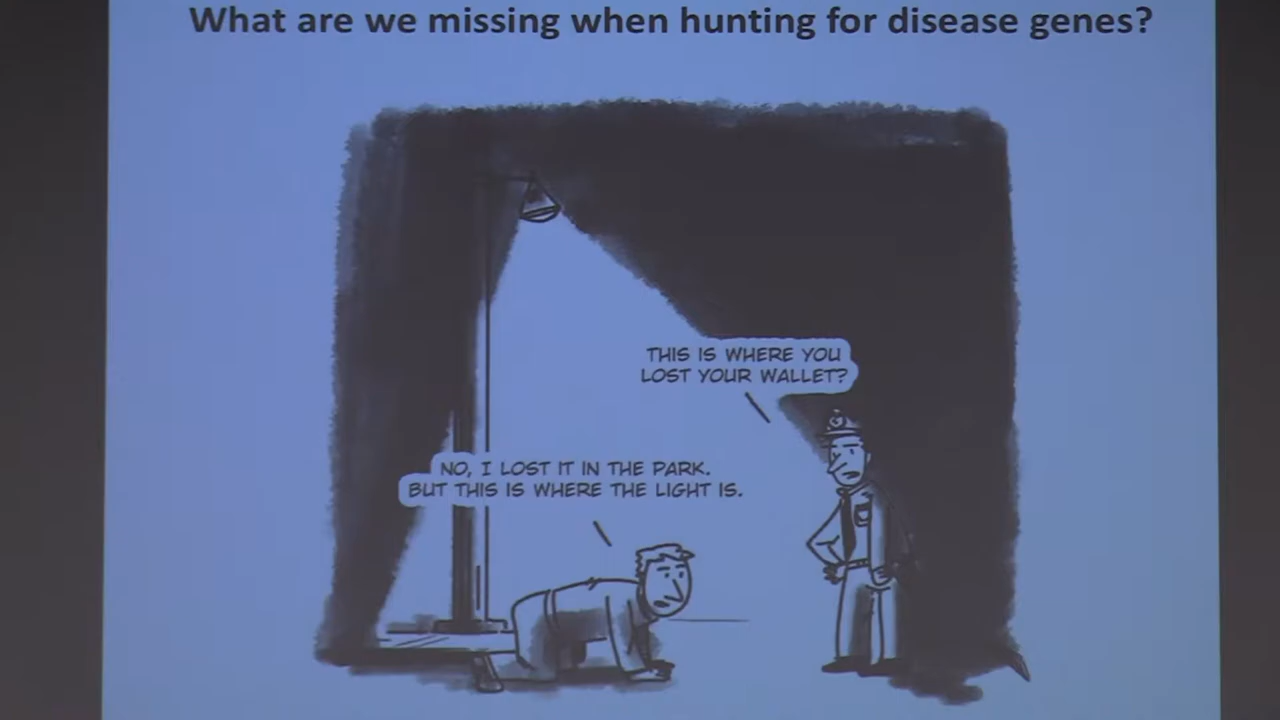 What are we missing when hunting for disease genes?
THIS IS WHERE YOU
LOST YOUR WALLET?
NO, I LOST IT IN THE PARK.
BUT THIS IS WHERE THE LIGHT IS.